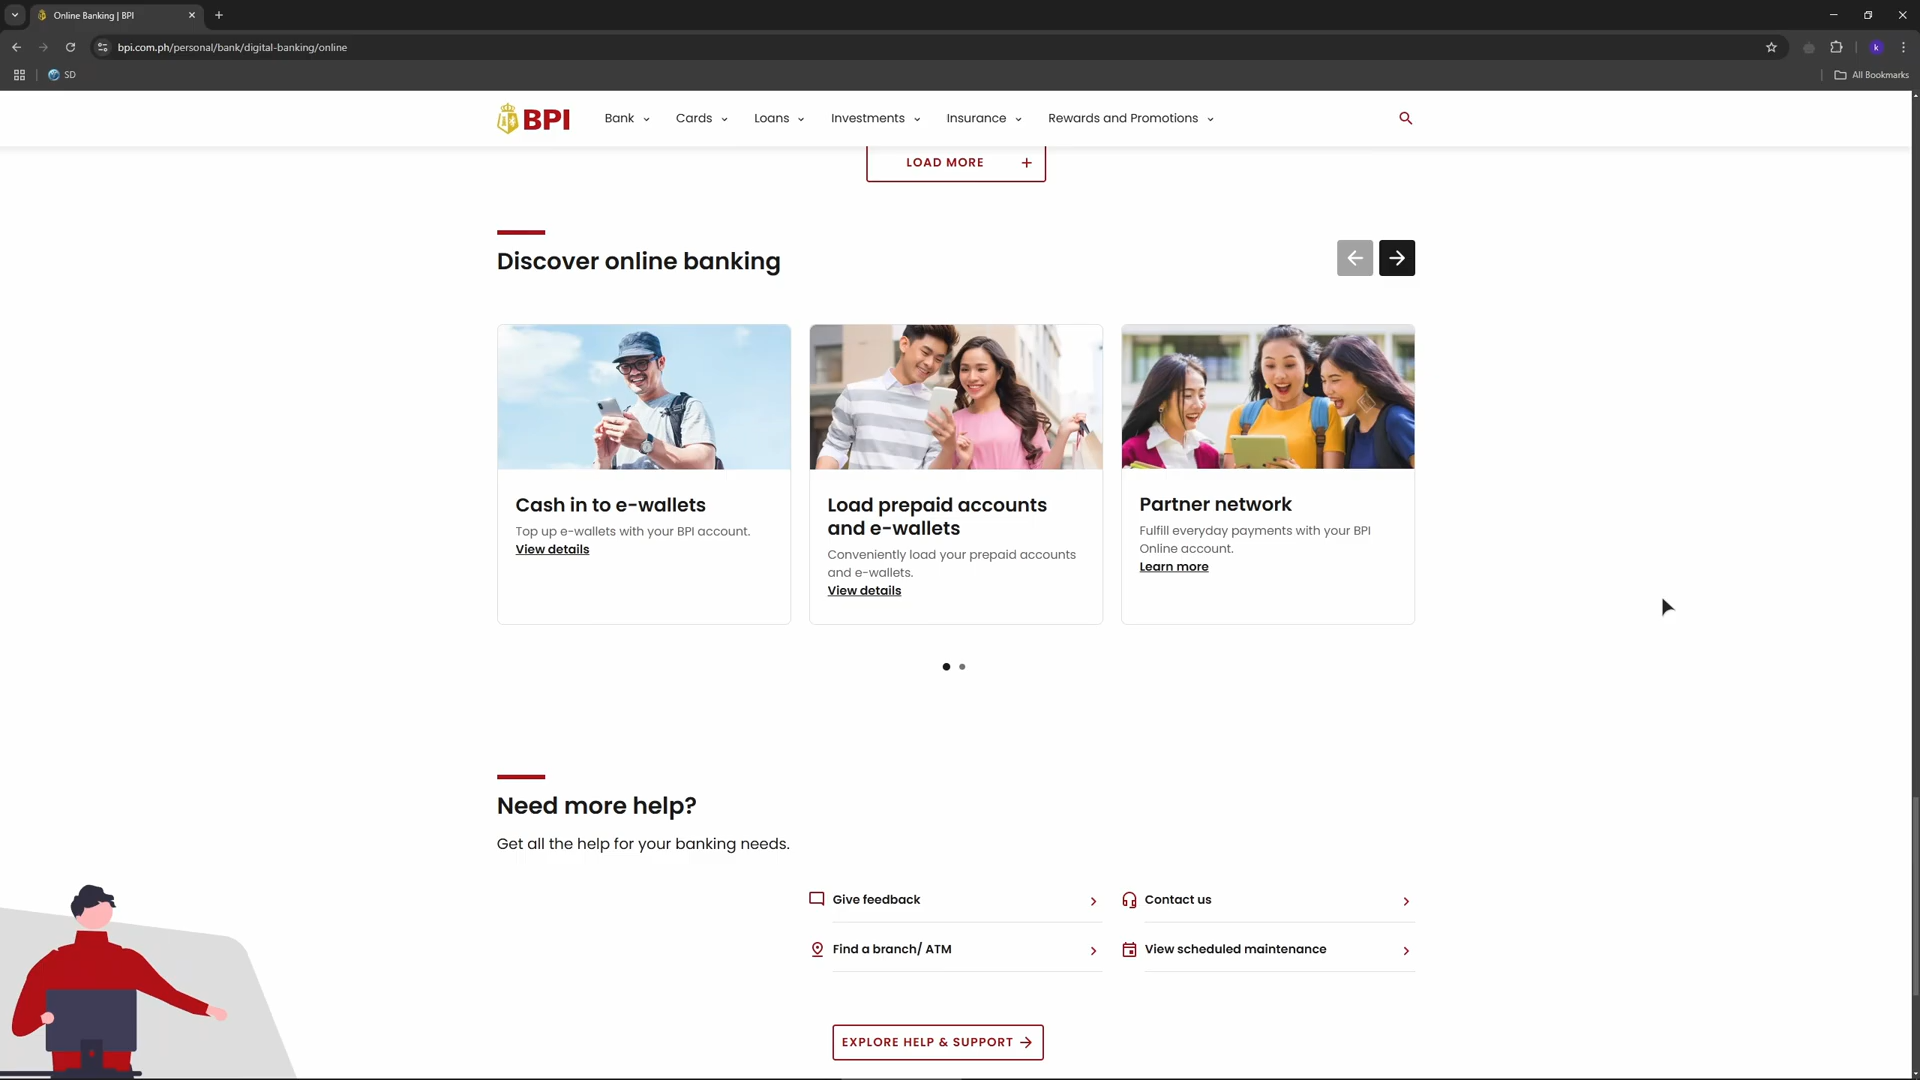 Online Banking | BPI
bpi.com.ph/personal/bank/digital-banking/online
k
SD
All Bookmarks
BPI
Bank
Cards
Loans
Investments
Insurance
Rewards and Promotions
LOAD MORE +
Discover online banking
Cash in to e-wallets
Top up e-wallets with your BPI account.
View details
Load prepaid accounts
and e-wallets
Conveniently load your prepaid accounts
and e-wallets.
View details
Partner network
Fulfill everyday payments with your BPI
Online account.
Learn more
Need more help?
Get all the help for your banking needs.
Give feedback
Contact us
Find a branch/ ATM
View scheduled maintenance
EXPLORE HELP & SUPPORT